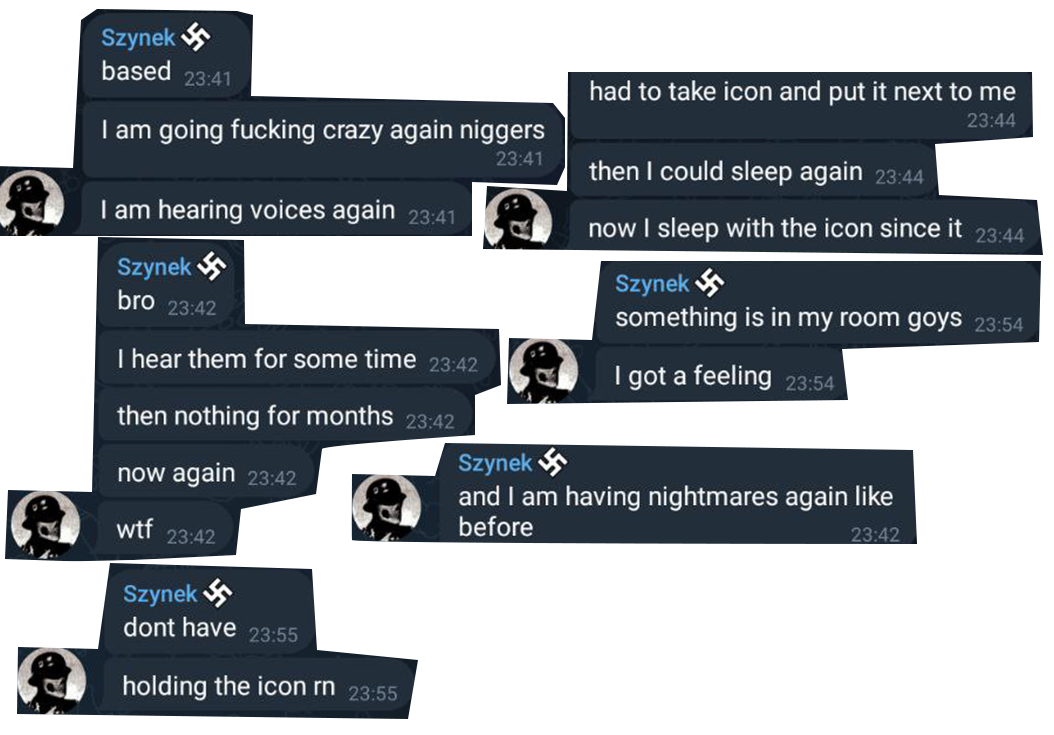 Szynek 卐
based 23:41
I am going fucking crazy again niggers
23:41
I am hearing voices again 23:41
had to take icon and put it next to me
23:44
then I could sleep again 23:44
now I sleep with the icon since it 23:44
Szynek 卐
bro 23:42
I hear them for some time 23:42
then nothing for months 23:42
now again 23:42
wtf 23:42
Szynek 卐
something is in my room goys 23:54
I got a feeling 23:54
Szynek 卐
and I am having nightmares again like
before 23:42
Szynek 卐
dont have 23:55
holding the icon rn 23:55